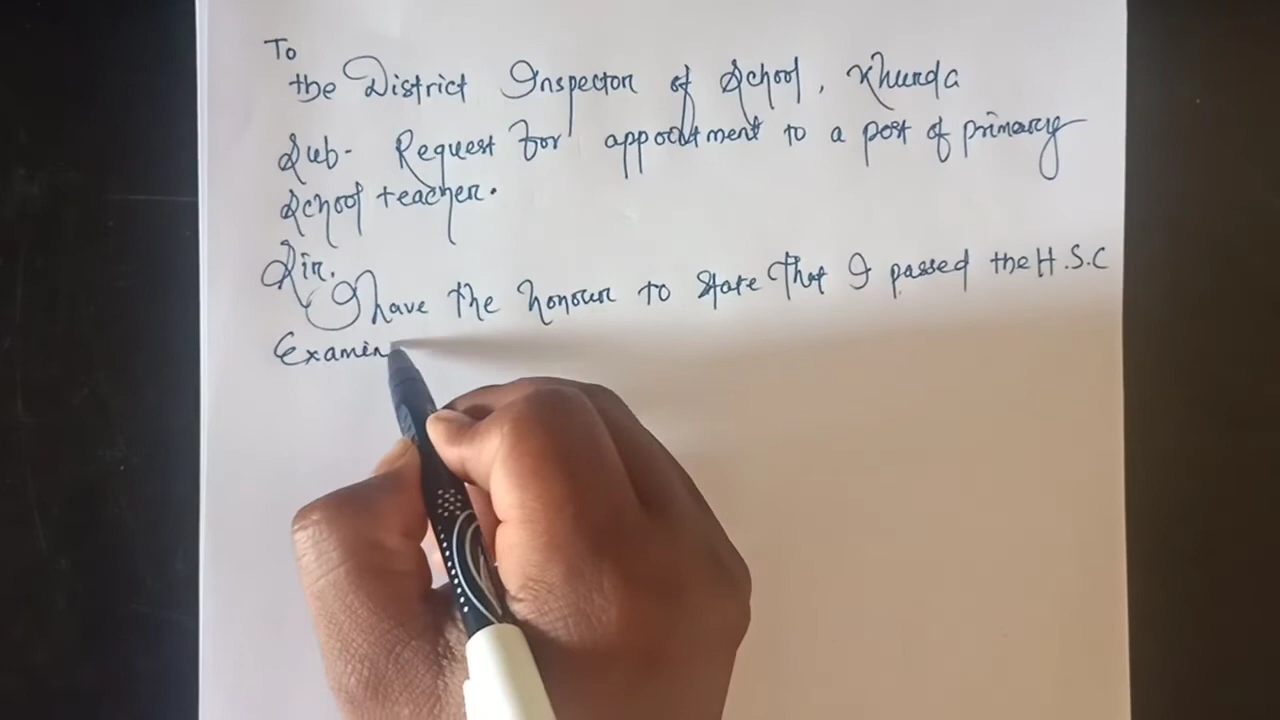 To
the District Inspector of School, Khurda
Sub- Request for appoitment to a post of primary
School teacher.
Sir.
I have the honour to state that I passed the H.S.C
Examin